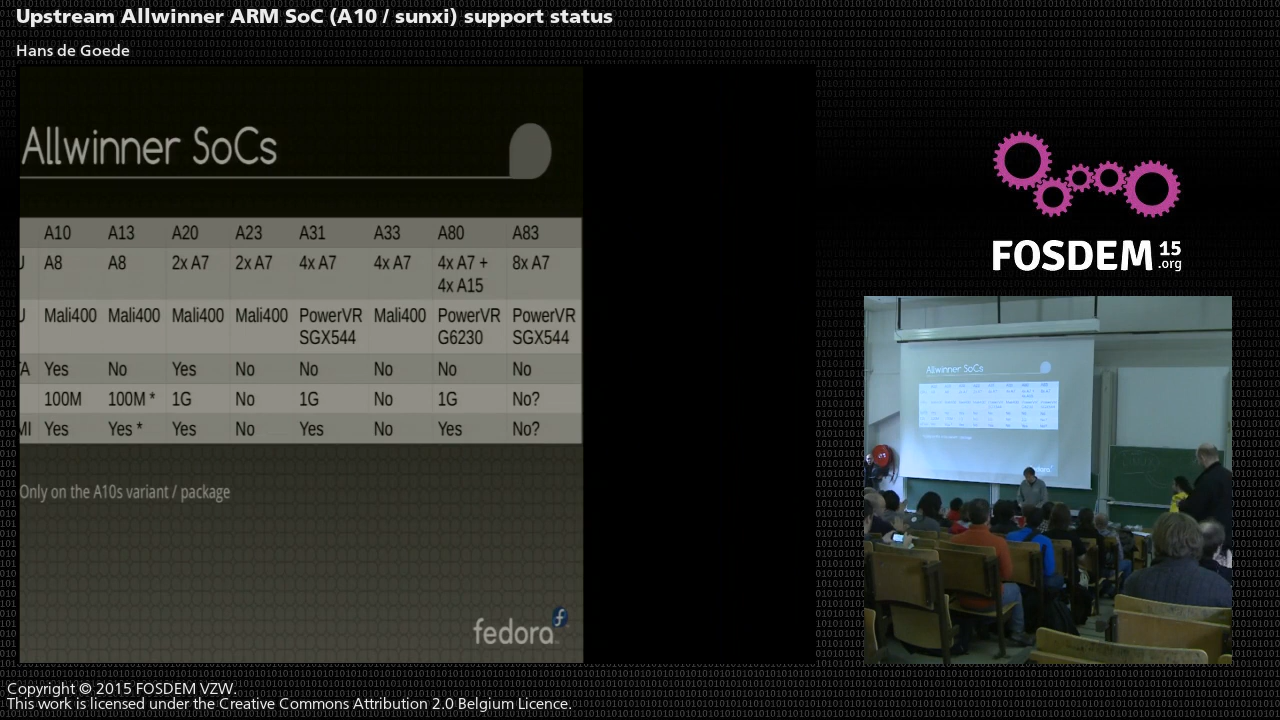 Upstream Allwinner ARM SoC (A10 / sunxi) support status
Hans de Goede
Allwinner SoCs
A10 A13 A20 A23 A31 A33 A80 A83
U A8 A8 2x A7 2x A7 4x A7 4x A7 4x A7 + 8x A7
4x A15
U Mali400 Mali400 Mali400 Mali400 PowerVR Mali400 PowerVR PowerVR
SGX544 G6230 SGX544
TA Yes No Yes No No No No No
100M 100M * 1G No 1G No 1G No?
MI Yes Yes * Yes No Yes No Yes No?
Only on the A10s variant / package
fedora
FOSDEM 15
.org
Allwinner SoCs
fedora
Copyright © 2015 FOSDEM VZW.
This work is licensed under the Creative Commons Attribution 2.0 Belgium Licence.